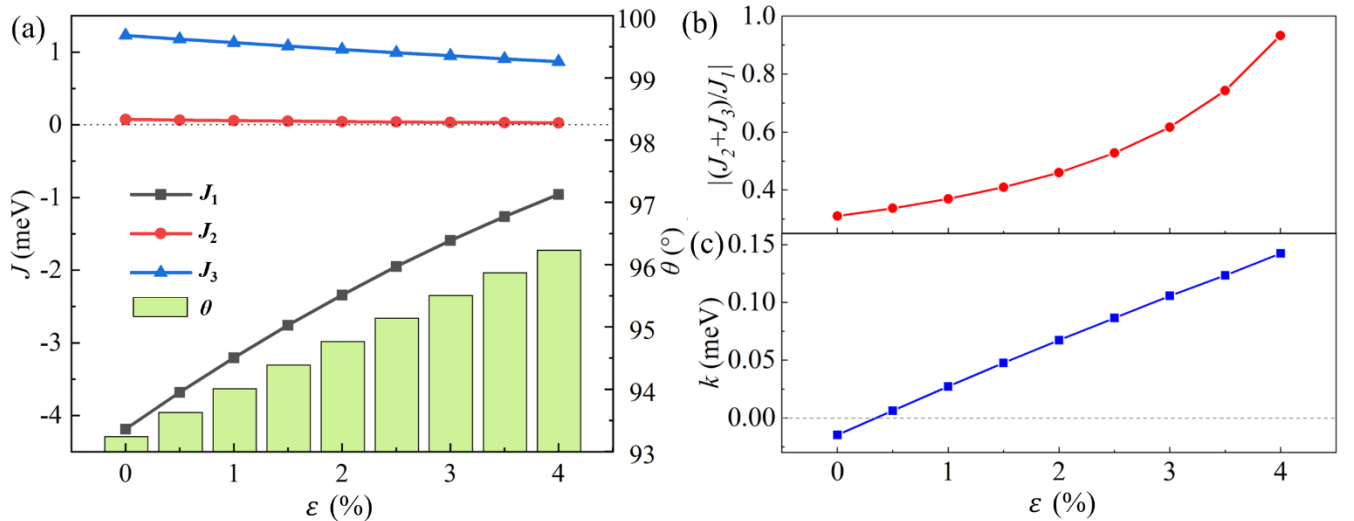 (a)
J (meV)
1
0
-1
-2
-3
-4
J₁
J₂
J₃
θ
0 1 2 3 4
ε (%)
100
99
98
97
96
95
94
93
θ (°)
(b)
|(J₂+J₃)/J₁|
1.0
0.8
0.6
0.4
(c)
k (meV)
0.15
0.10
0.05
0.00
0 1 2 3 4
ε (%)